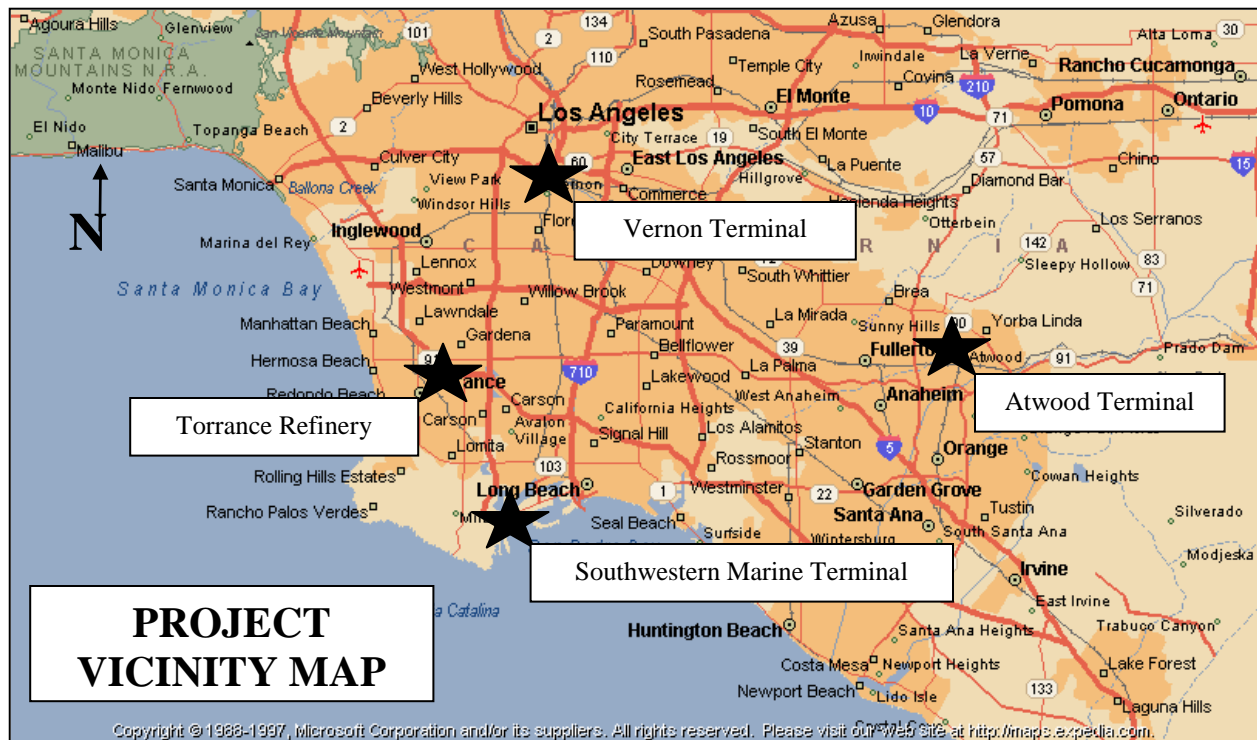 Agoura Hills
Glenview
San Vicente Mountain
101
134
2
110
South Pasadena
Azusa
Glendora
Alta Loma
30
SANTA MONICA
MOUNTAINS N.R.A.
West Hollywood
Temple City
Irwindale
La Verne
Rancho Cucamonga
Monte Nido
Fernwood
Beverly Hills
Rosemead
Covina
210
El Monte
Pomona
Ontario
El Nido
Topanga Beach
2
Los Angeles
City Terrace
19
South El Monte
10
71
Malibu
Culver City
60
East Los Angeles
La Puente
57
Chino
15
Santa Monica
Ballona Creek
View Park
Commerce
Hillgrove
Diamond Bar
N
Windsor Hills
Hacienda Heights
Otterbein
Los Serranos
Marina del Rey
Inglewood
Vernon Terminal
C A
R N I A
142
83
Lennox
Downey
South Whittier
Sleepy Hollow
71
Santa Monica Bay
Westmont
Willow Brook
Brea
Manhattan Beach
Lawndale
Paramount
La Mirada
Sunny Hills
90
Yorba Linda
Gardena
Hermosa Beach
Bellflower
39
Fullerton
Atwood
91
Prado Dam
710
Lakewood
La Palma
Redondo Beach
West Anaheim
Anaheim
Atwood Terminal
Torrance Refinery
Carson
Carson
California Heights
Avalon
Village
Signal Hill
Los Alamitos
Stanton
5
Orange
Lomita
Rolling Hills Estates
103
Rossmoor
Cowan Heights
Long Beach
1
Westminster
22
Garden Grove
Rancho Palos Verdes
Seal Beach
Santa Ana
Tustin
Silverado
Surfside
Wintersburg
South Santa Ana
Modjeska
Southwestern Marine Terminal
Irvine
PROJECT
VICINITY MAP
a Catalina
East Irvine
Huntington Beach
Santa Ana Heights
Trabuco Canyon
Costa Mesa
Newport Heights
Lake Forest
Newport Beach
Lido Isle
133
Laguna Hills
Copyright © 1988-1997, Microsoft Corporation and/or its suppliers. All rights reserved. Please visit our web site at http://maps.expedia.com.